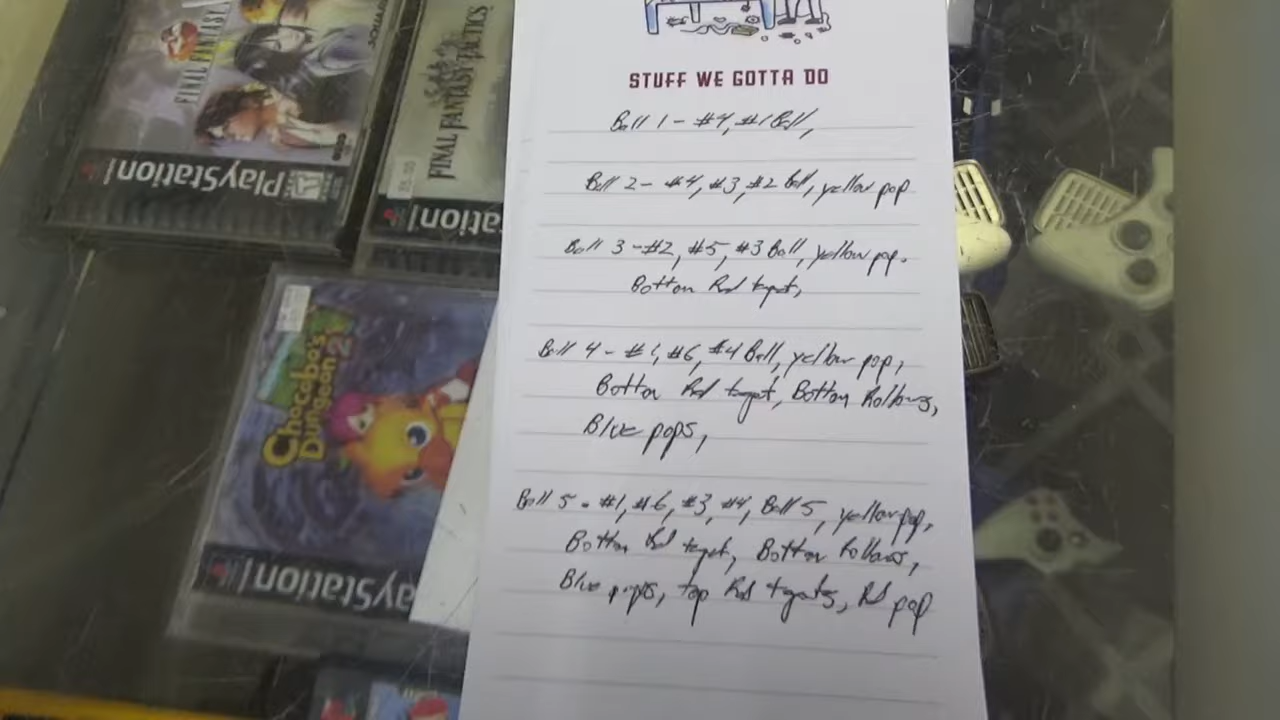 FINAL FANTASY
SQUARE
PlayStation
FINAL FANTASY TACTICS
Chocobo's
Dungeon 2
PlayStation
STUFF WE GOTTA DO
Ball 1 - #4, #1 Ball,
Ball 2 - #4, #3, #2 Ball, yellow pop
Ball 3 - #2, #5, #3 Ball, yellow pop.
Bottom Red target,
Ball 4 - #1, #6, #4 Ball, yellow pop,
Bottom Red target, Bottom Rollovers,
Blue pops,
Ball 5 - #1, #6, #3, #4, Ball 5, yellow pop,
Bottom Red target, Bottom Rollovers,
Blue pops, top Red targets, Red pop